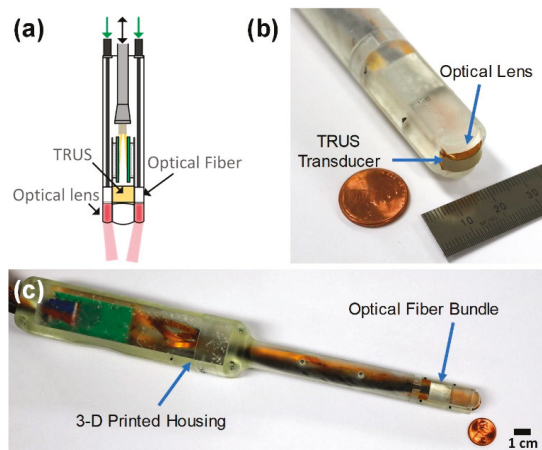 (a)
TRUS
Optical Fiber
Optical lens
(b)
Optical Lens
TRUS
Transducer
10 20 30
(c)
Optical Fiber Bundle
3-D Printed Housing
1 cm